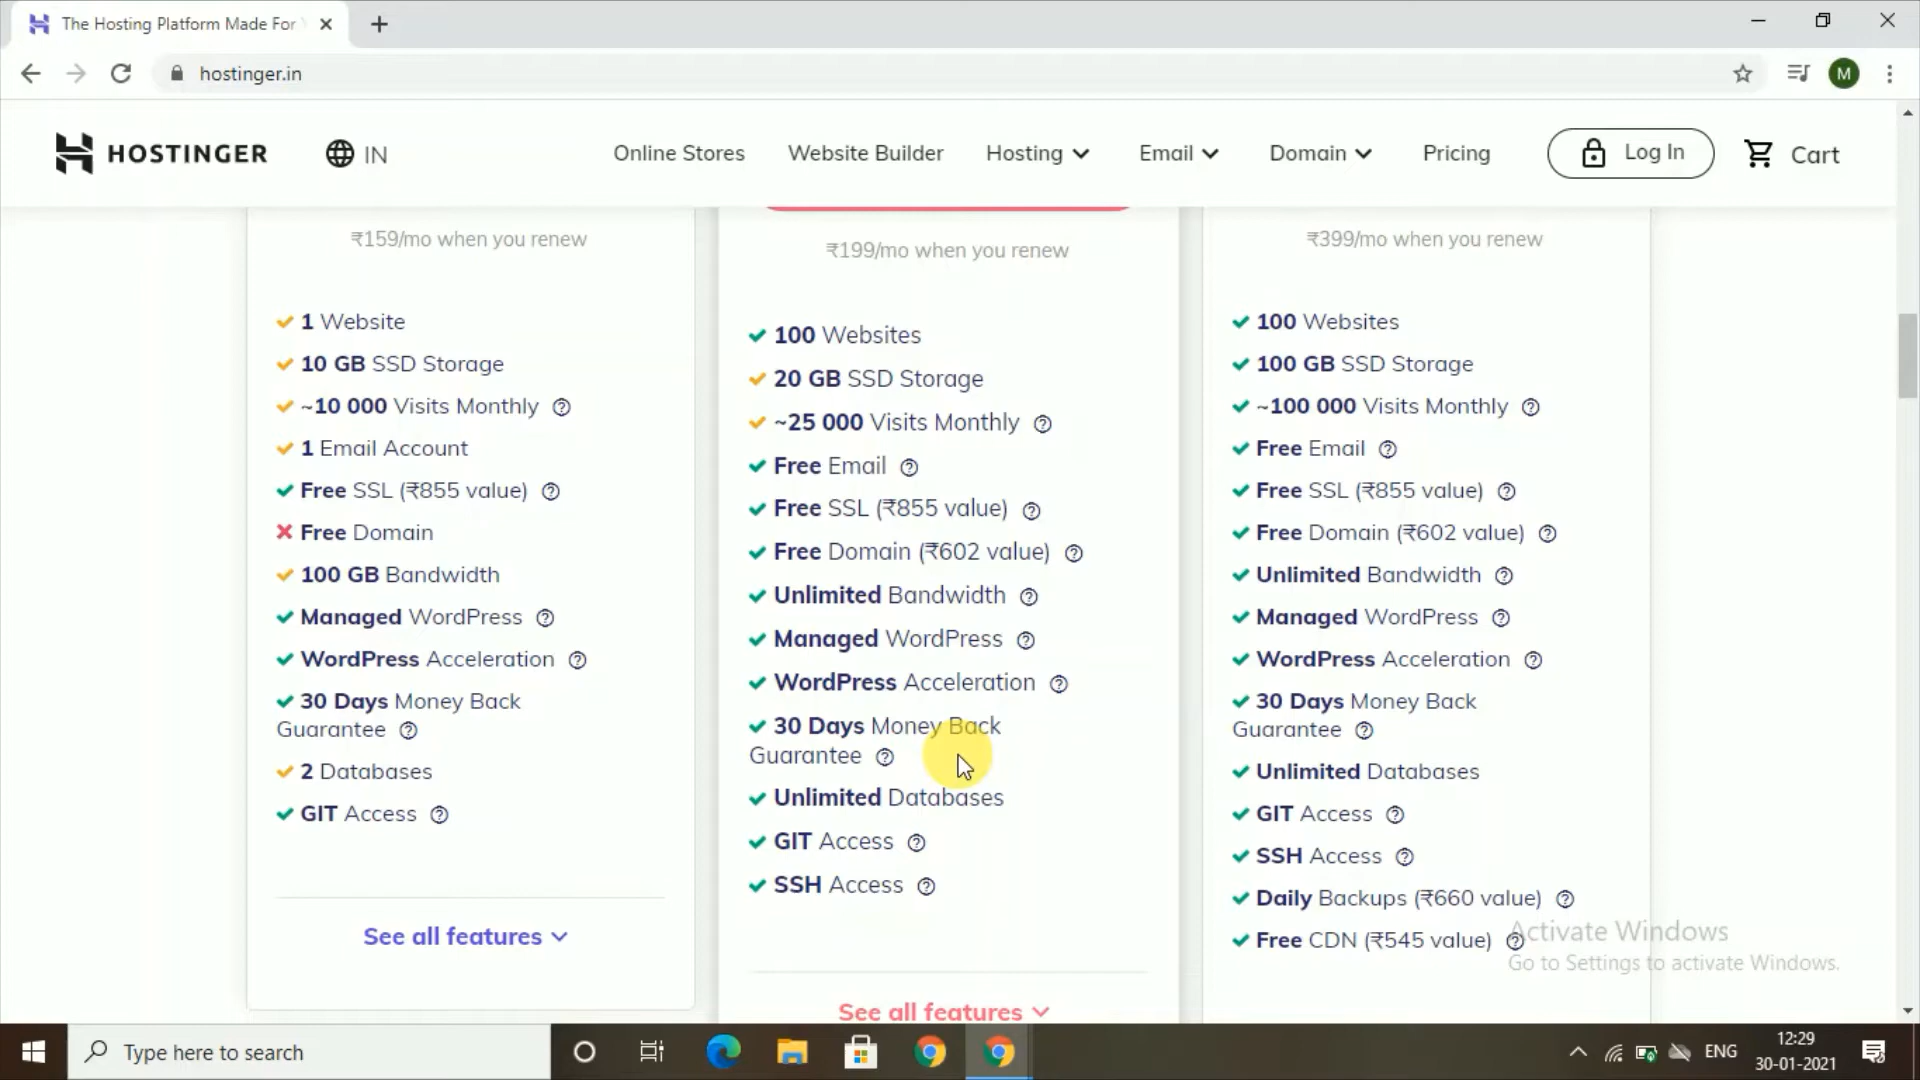 The Hosting Platform Made For
hostinger.in
M
HOSTINGER
IN
Online Stores
Website Builder
Hosting
Email
Domain
Pricing
Log In
Cart
₹159/mo when you renew
1 Website
10 GB SSD Storage
~10 000 Visits Monthly
1 Email Account
Free SSL (₹855 value)
Free Domain
100 GB Bandwidth
Managed WordPress
WordPress Acceleration
30 Days Money Back
Guarantee
2 Databases
GIT Access
See all features
₹199/mo when you renew
100 Websites
20 GB SSD Storage
~25 000 Visits Monthly
Free Email
Free SSL (₹855 value)
Free Domain (₹602 value)
Unlimited Bandwidth
Managed WordPress
WordPress Acceleration
30 Days Money Back
Guarantee
Unlimited Databases
GIT Access
SSH Access
See all features
₹399/mo when you renew
100 Websites
100 GB SSD Storage
~100 000 Visits Monthly
Free Email
Free SSL (₹855 value)
Free Domain (₹602 value)
Unlimited Bandwidth
Managed WordPress
WordPress Acceleration
30 Days Money Back
Guarantee
Unlimited Databases
GIT Access
SSH Access
Daily Backups (₹660 value)
Free CDN (₹545 value)
Activate Windows
Go to Settings to activate Windows.
Type here to search
ENG
12:29
30-01-2021